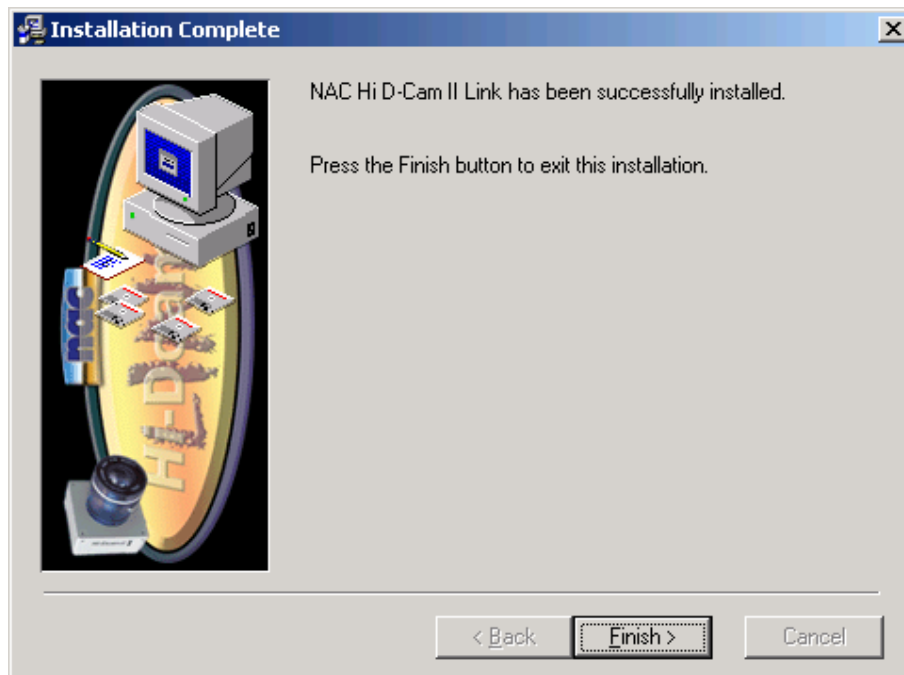 Installation Complete
NAC Hi D-Cam II Link has been successfully installed.
Press the Finish button to exit this installation.
nac
Hi-Dcam
< Back
Finish >
Cancel